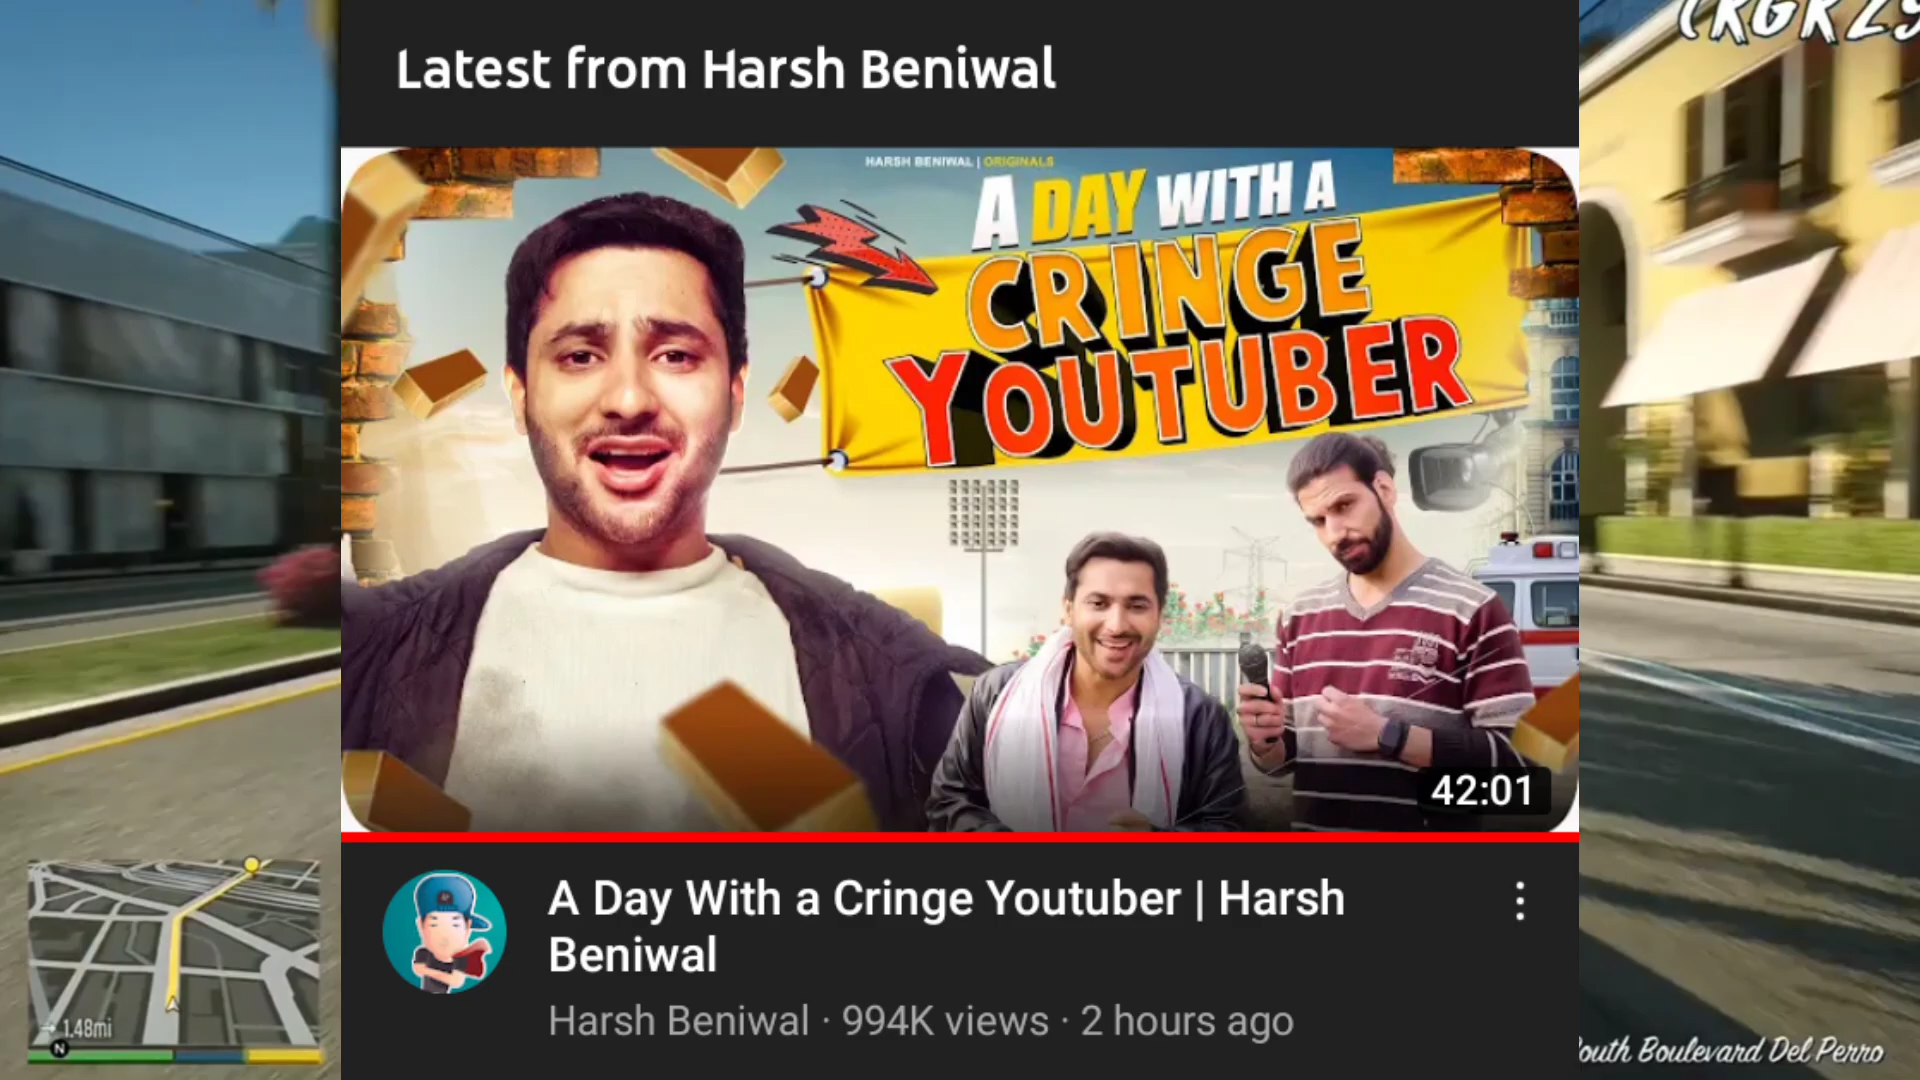 Latest from Harsh Beniwal
HARSH BENIWAL | ORIGINALS
A DAY WITH A
CRINGE
YOUTUBER
42:01
A Day With a Cringe Youtuber | Harsh
Beniwal
Harsh Beniwal · 994K views · 2 hours ago
1.48mi
N
outh Boulevard Del Perro